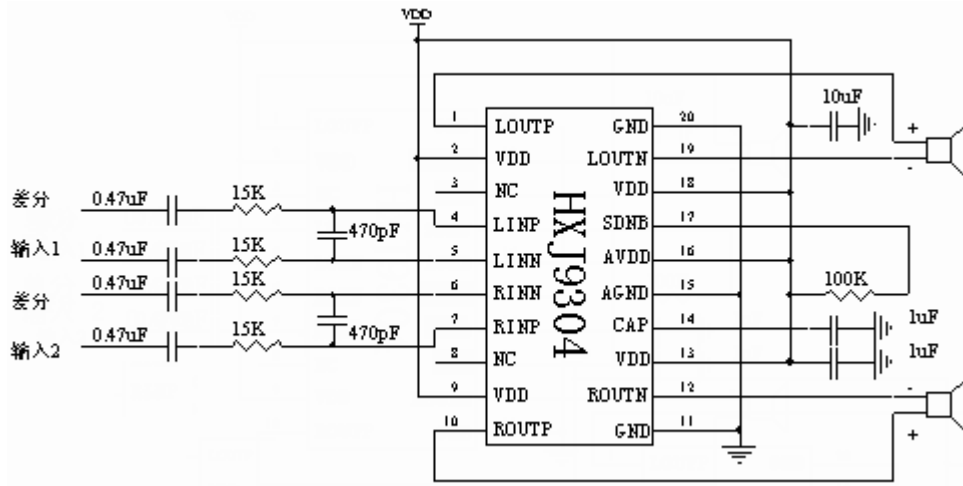 VDD
10uF
1 LOUTP GND 20
2 VDD LOUTN 19
3 NC VDD 18
4 LINP SDNB 17
5 LINN AVDD 16
6 RINN AGND 15
7 RINP CAP 14
8 NC VDD 13
9 VDD ROUTN 12
10 ROUTP GND 11
HXJ9304
+
-
差分 0.47uF 15K
470pF
输入1 0.47uF 15K
差分 0.47uF 15K
470pF
输入2 0.47uF 15K
100K
1uF
1uF
-
+